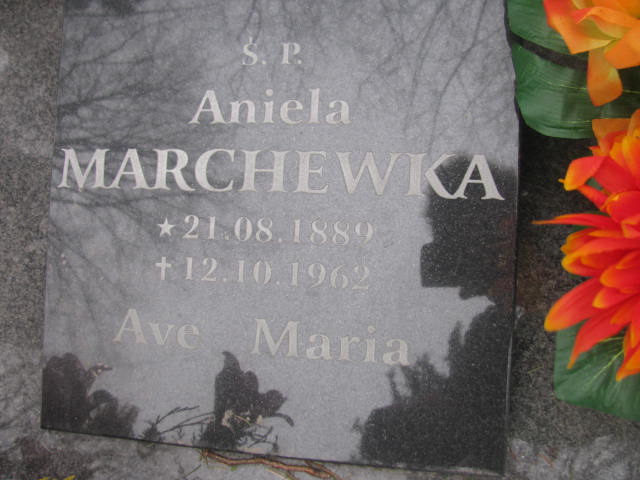 Ś. P.
Aniela
MARCHEWKA
★21.08.1889
✝12.10.1962
Ave Maria